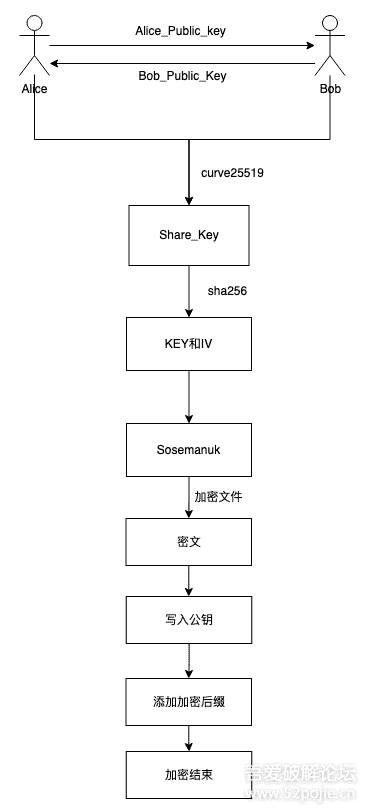 Alice_Public_key
Bob_Public_Key
Alice
Bob
curve25519
Share_Key
sha256
KEY和IV
Sosemanuk
加密文件
密文
写入公钥
添加加密后缀
加密结束
吾爱破解论坛
www.52pojie.cn